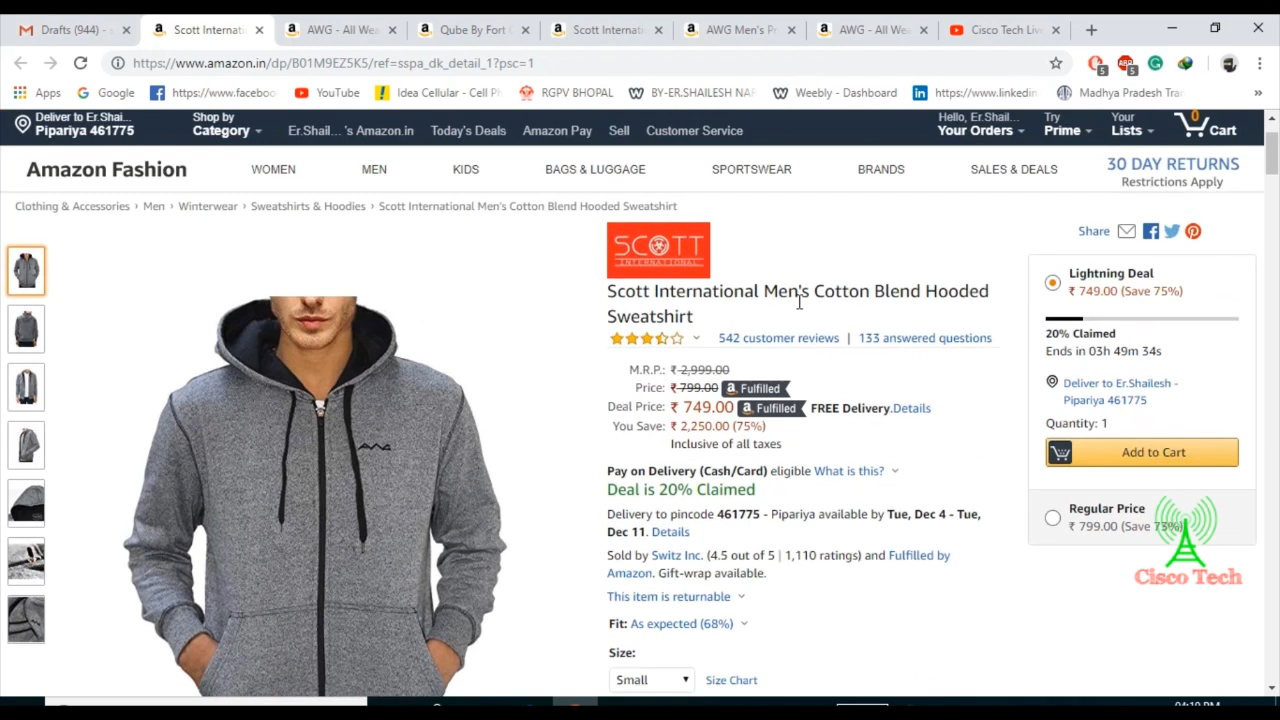 Drafts (944) -
Scott Internati
AWG - All Wea
Qube By Fort
Scott Internati
AWG Men's Pr
AWG - All Wea
Cisco Tech Live
https://www.amazon.in/dp/B01M9EZ5K5/ref=sspa_dk_detail_1?psc=1
Apps
Google
https://www.faceboo
YouTube
Idea Cellular - Cell Ph
RGPV BHOPAL
BY-ER.SHAILESH NAR
Weebly - Dashboard
https://www.linkedin
Madhya Pradesh Tra
Deliver to Er.Shai...
Pipariya 461775
Shop by
Category
Er.Shail... 's Amazon.in
Today's Deals
Amazon Pay
Sell
Customer Service
Hello, Er.Shai...
Your Orders
Try
Prime
Your
Lists
0
Cart
Amazon Fashion
WOMEN
MEN
KIDS
BAGS & LUGGAGE
SPORTSWEAR
BRANDS
SALES & DEALS
30 DAY RETURNS
Restrictions Apply
Clothing & Accessories › Men › Winterwear › Sweatshirts & Hoodies › Scott International Men's Cotton Blend Hooded Sweatshirt
SCOTT
INTERNATIONAL
Share
Scott International Men's Cotton Blend Hooded
Sweatshirt
542 customer reviews | 133 answered questions
M.R.P.: ₹ 2,999.00
Price: ₹ 799.00 Fulfilled
Deal Price: ₹ 749.00 Fulfilled FREE Delivery.Details
You Save: ₹ 2,250.00 (75%)
Inclusive of all taxes
Pay on Delivery (Cash/Card) eligible What is this?
Deal is 20% Claimed
Delivery to pincode 461775 - Pipariya available by Tue, Dec 4 - Tue,
Dec 11. Details
Sold by Switz Inc. (4.5 out of 5 | 1,110 ratings) and Fulfilled by
Amazon. Gift-wrap available.
This item is returnable
Fit: As expected (68%)
Size:
Small
Size Chart
Lightning Deal
₹ 749.00 (Save 75%)
20% Claimed
Ends in 03h 49m 34s
Deliver to Er.Shailesh -
Pipariya 461775
Quantity: 1
Add to Cart
Regular Price
₹ 799.00 (Save 73%)
Cisco Tech